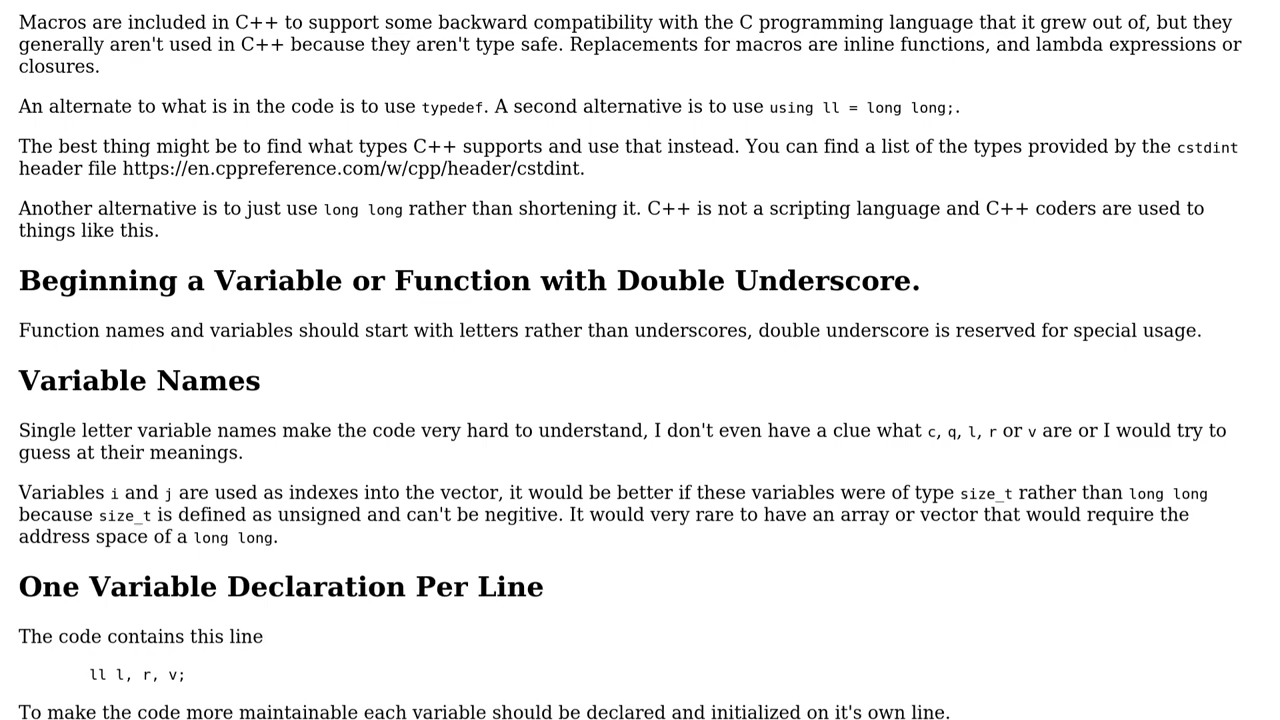 Macros are included in C++ to support some backward compatibility with the C programming language that it grew out of, but they
generally aren't used in C++ because they aren't type safe. Replacements for macros are inline functions, and lambda expressions or
closures.
An alternate to what is in the code is to use typedef. A second alternative is to use using ll = long long;.
The best thing might be to find what types C++ supports and use that instead. You can find a list of the types provided by the cstdint
header file https://en.cppreference.com/w/cpp/header/cstdint.
Another alternative is to just use long long rather than shortening it. C++ is not a scripting language and C++ coders are used to
things like this.
Beginning a Variable or Function with Double Underscore.
Function names and variables should start with letters rather than underscores, double underscore is reserved for special usage.
Variable Names
Single letter variable names make the code very hard to understand, I don't even have a clue what c, q, l, r or v are or I would try to
guess at their meanings.
Variables i and j are used as indexes into the vector, it would be better if these variables were of type size_t rather than long long
because size_t is defined as unsigned and can't be negitive. It would very rare to have an array or vector that would require the
address space of a long long.
One Variable Declaration Per Line
The code contains this line
ll l, r, v;
To make the code more maintainable each variable should be declared and initialized on it's own line.